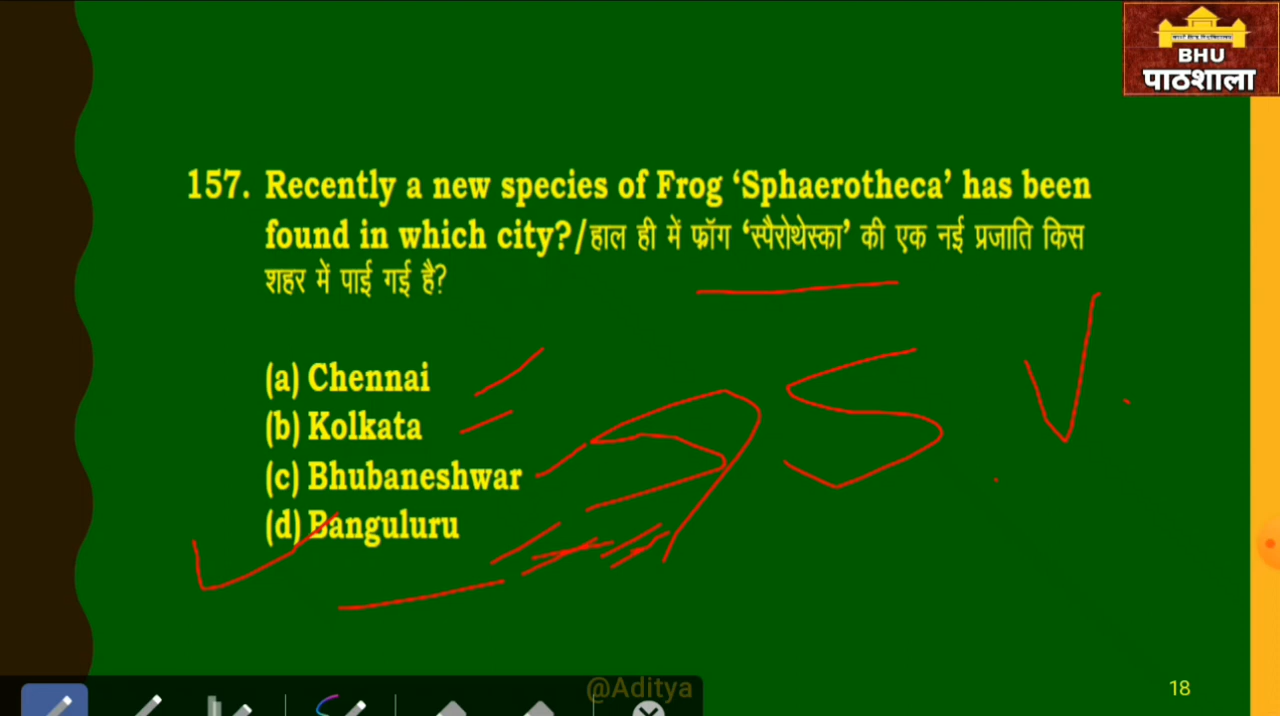 BHU
पाठशाला
157. Recently a new species of Frog ‘Sphaerotheca’ has been
found in which city?/हाल ही में फ्रॉग ‘स्पैरोथेस्का’ की एक नई प्रजाति किस
शहर में पाई गई है?
(a) Chennai
(b) Kolkata
(c) Bhubaneshwar
(d) Banguluru
@Aditya
18